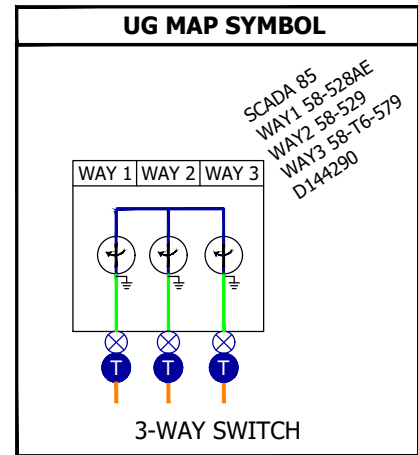 UG MAP SYMBOL
SCADA 85
WAY1 58-528AE
WAY2 58-529
WAY3 58-T6-579
D144290
WAY 1 WAY 2 WAY 3
T T T
3-WAY SWITCH